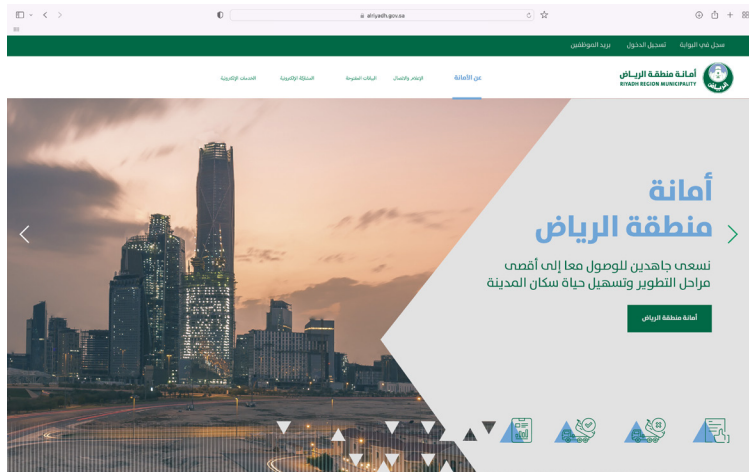 alriyadh.gov.sa
88
سجل في البوابة تسجيل الدخول بريد الموظفين
أمانة منطقة الرياض
RIYADH REGION MUNICIPALITY
عن الأمانة الإعلام والاتصال البيانات المفتوحة المشاركة الإلكترونية الخدمات الإلكترونية
أمانة
منطقة الرياض
نسعى جاهدين للوصول معا إلى أقصى
مراحل التطوير وتسهيل حياة سكان المدينة
أمانة منطقة الرياض